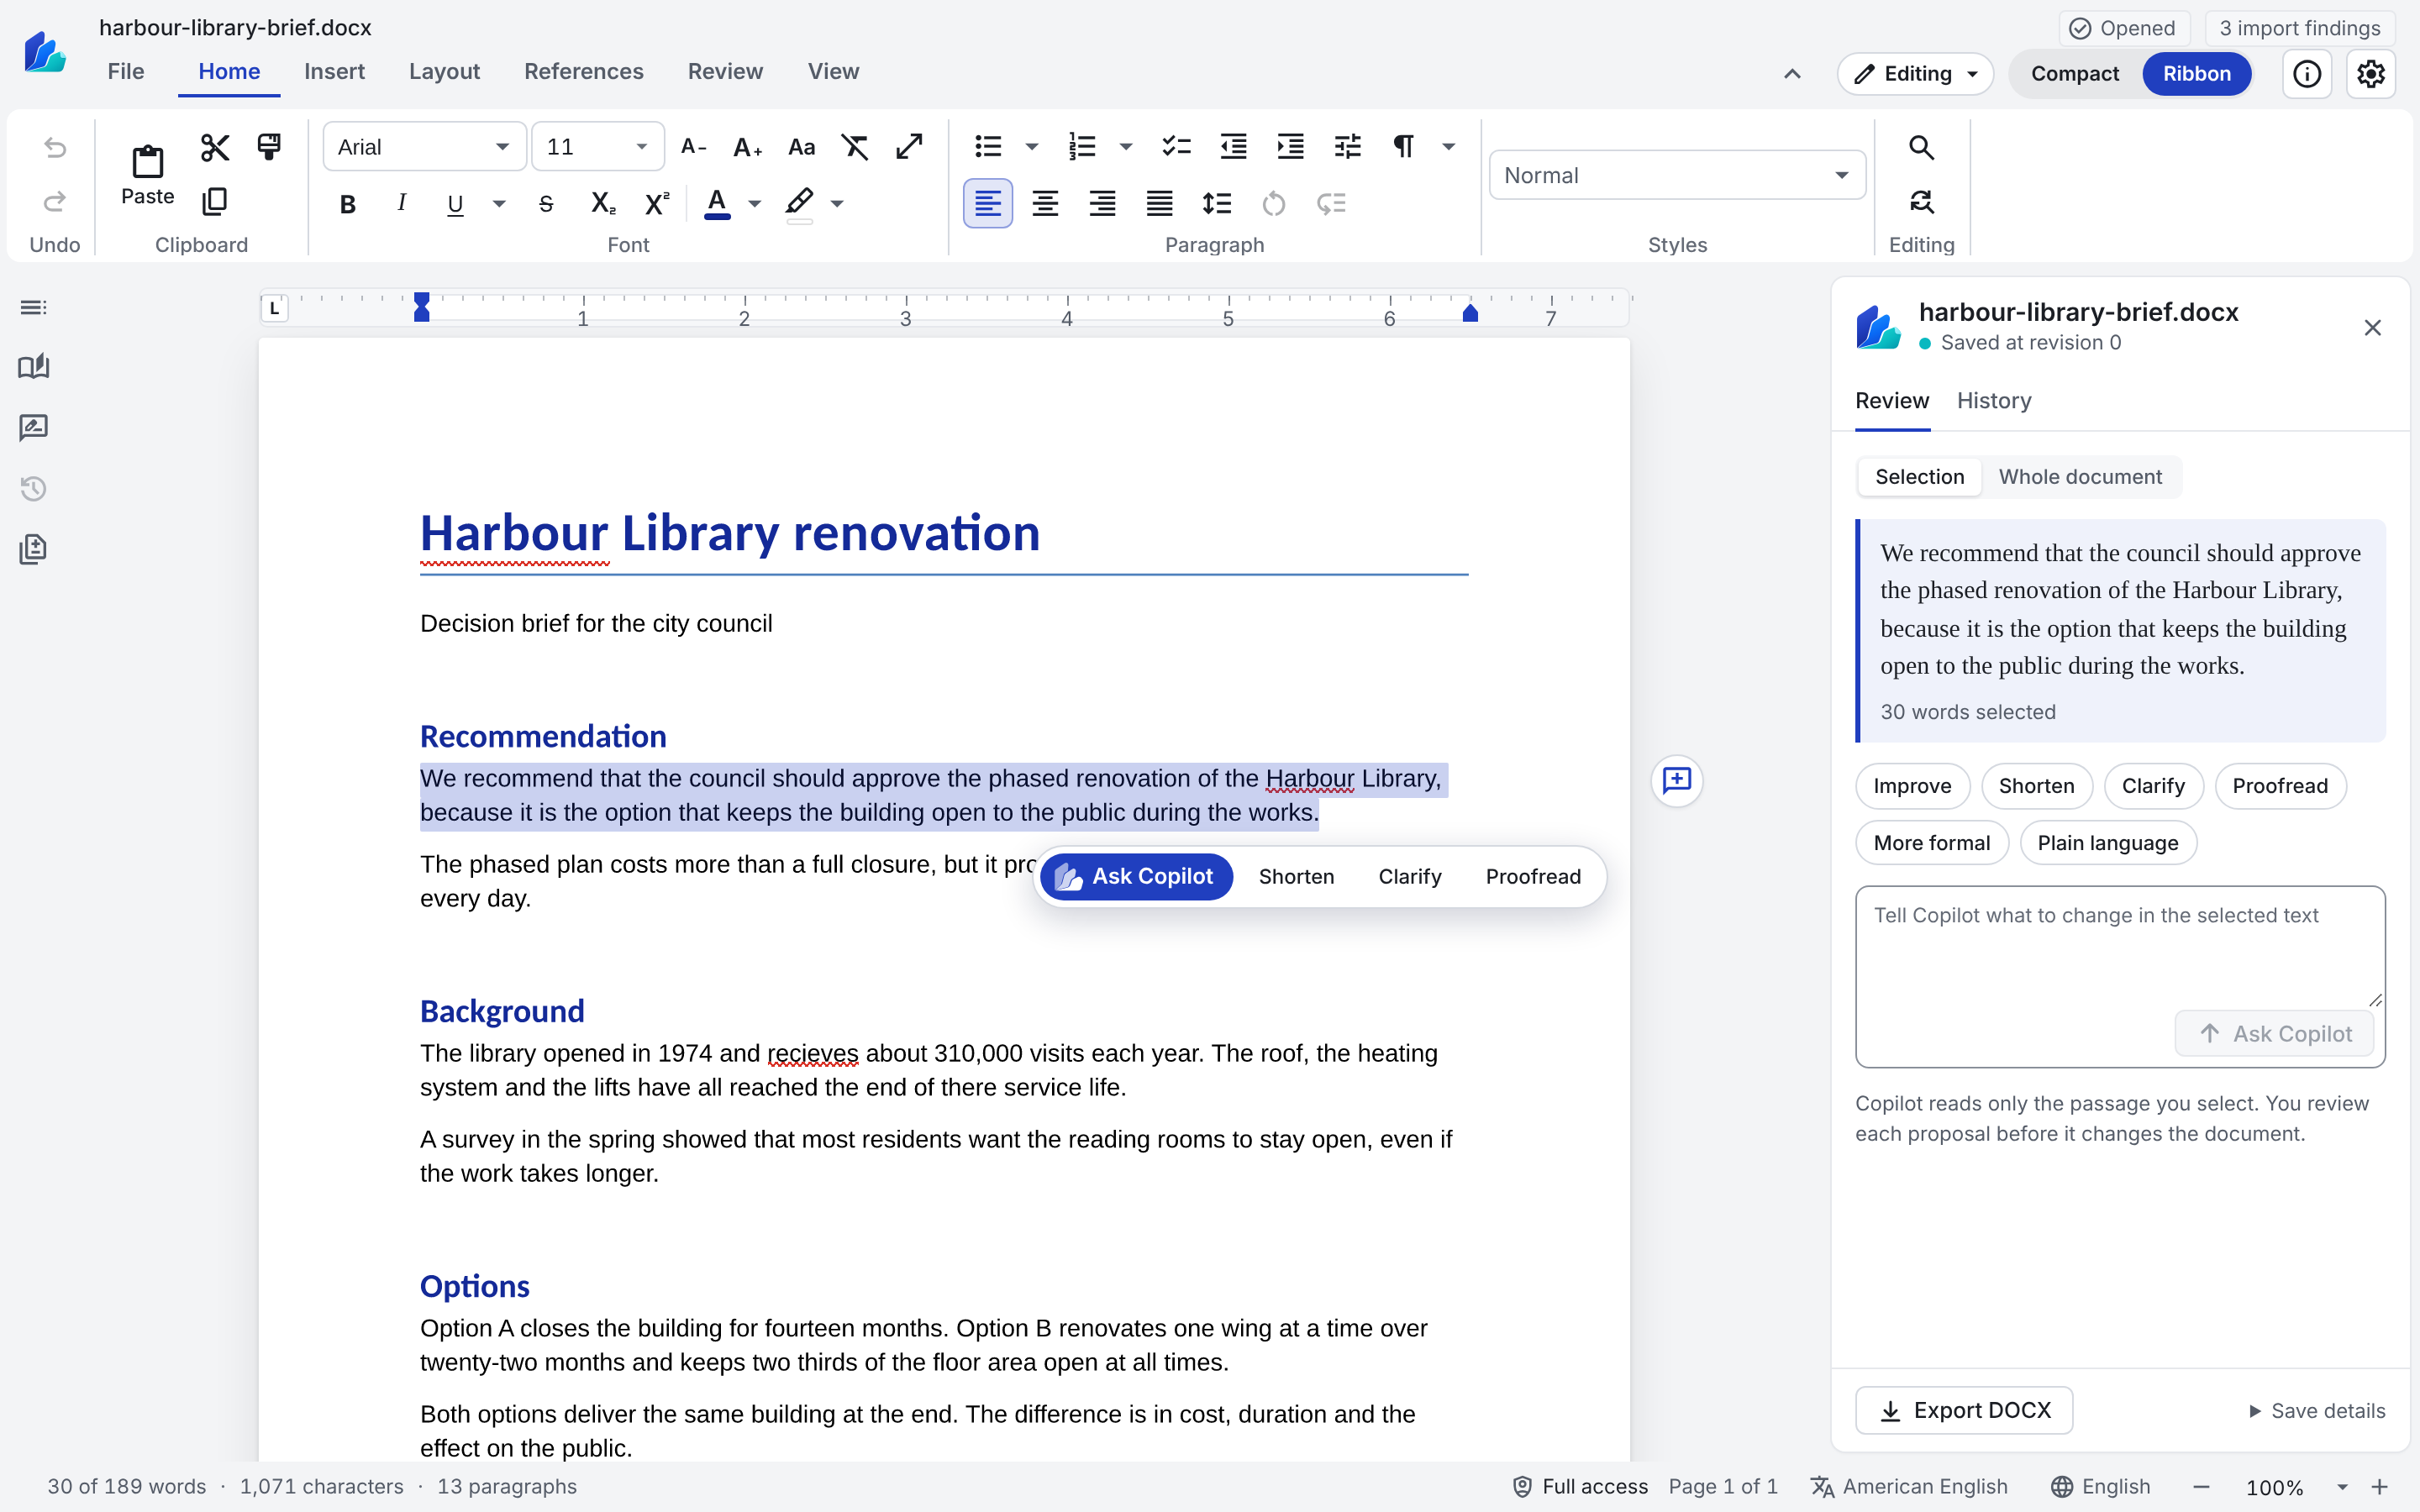 harbour-library-brief.docx
Opened
3 import findings
File Home Insert Layout References Review View
Editing
Compact Ribbon
Paste
Arial
11
A- A+ Aa
B I U S X₂ X² A
Normal
Undo
Clipboard
Font
Paragraph
Styles
Editing
L
1 2 3 4 5 6 7
Harbour Library renovation
Decision brief for the city council
Recommendation
We recommend that the council should approve the phased renovation of the Harbour Library,
because it is the option that keeps the building open to the public during the works.
The phased plan costs more than a full closure, but it
every day.
Ask Copilot Shorten Clarify Proofread
Background
The library opened in 1974 and recieves about 310,000 visits each year. The roof, the heating
system and the lifts have all reached the end of there service life.
A survey in the spring showed that most residents want the reading rooms to stay open, even if
the work takes longer.
Options
Option A closes the building for fourteen months. Option B renovates one wing at a time over
twenty-two months and keeps two thirds of the floor area open at all times.
Both options deliver the same building at the end. The difference is in cost, duration and the
effect on the public.
harbour-library-brief.docx
Saved at revision 0
Review History
Selection Whole document
We recommend that the council should approve
the phased renovation of the Harbour Library,
because it is the option that keeps the building
open to the public during the works.
30 words selected
Improve Shorten Clarify Proofread
More formal Plain language
Tell Copilot what to change in the selected text
Ask Copilot
Copilot reads only the passage you select. You review
each proposal before it changes the document.
Export DOCX
Save details
30 of 189 words · 1,071 characters · 13 paragraphs
Full access Page 1 of 1 American English English 100%